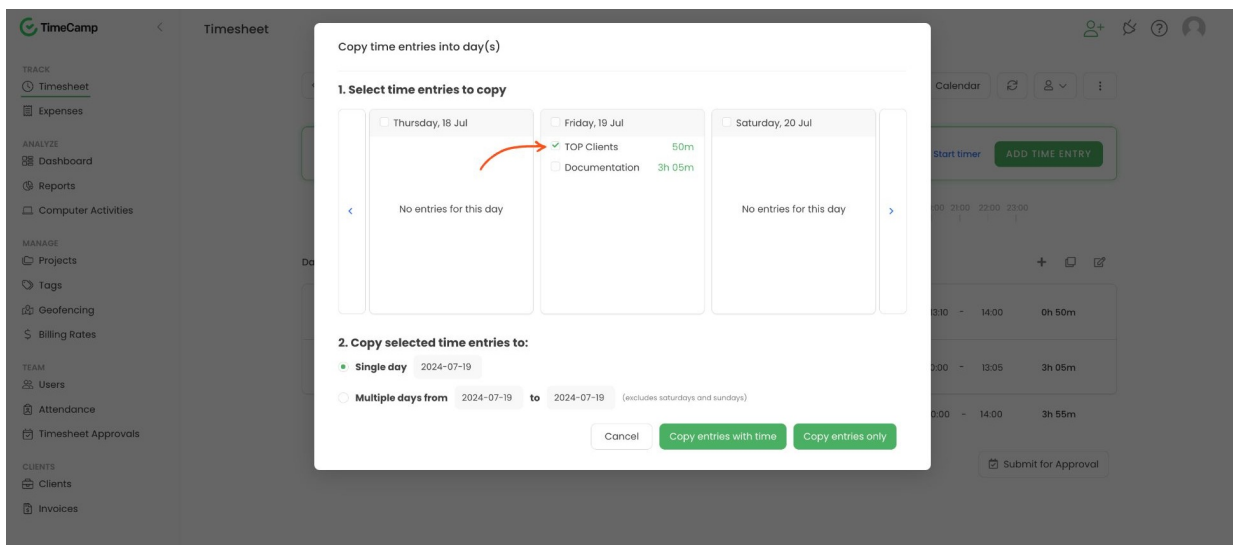 TimeCamp
Timesheet
TRACK
Timesheet
Expenses
ANALYZE
Dashboard
Reports
Computer Activities
MANAGE
Projects
Tags
Geofencing
Billing Rates
TEAM
Users
Attendance
Timesheet Approvals
CLIENTS
Clients
Invoices
Copy time entries into day(s)
1. Select time entries to copy
Thursday, 18 Jul
No entries for this day
Friday, 19 Jul
TOP Clients 50m
Documentation 3h 05m
Saturday, 20 Jul
No entries for this day
2. Copy selected time entries to:
Single day 2024-07-19
Multiple days from 2024-07-19 to 2024-07-19 (excludes saturdays and sundays)
Cancel Copy entries with time Copy entries only
Calendar
Start timer ADD TIME ENTRY
:00 21:00 22:00 23:00
Da
13:10 - 14:00 0h 50m
0:00 - 13:05 3h 05m
0:00 - 14:00 3h 55m
Submit for Approval